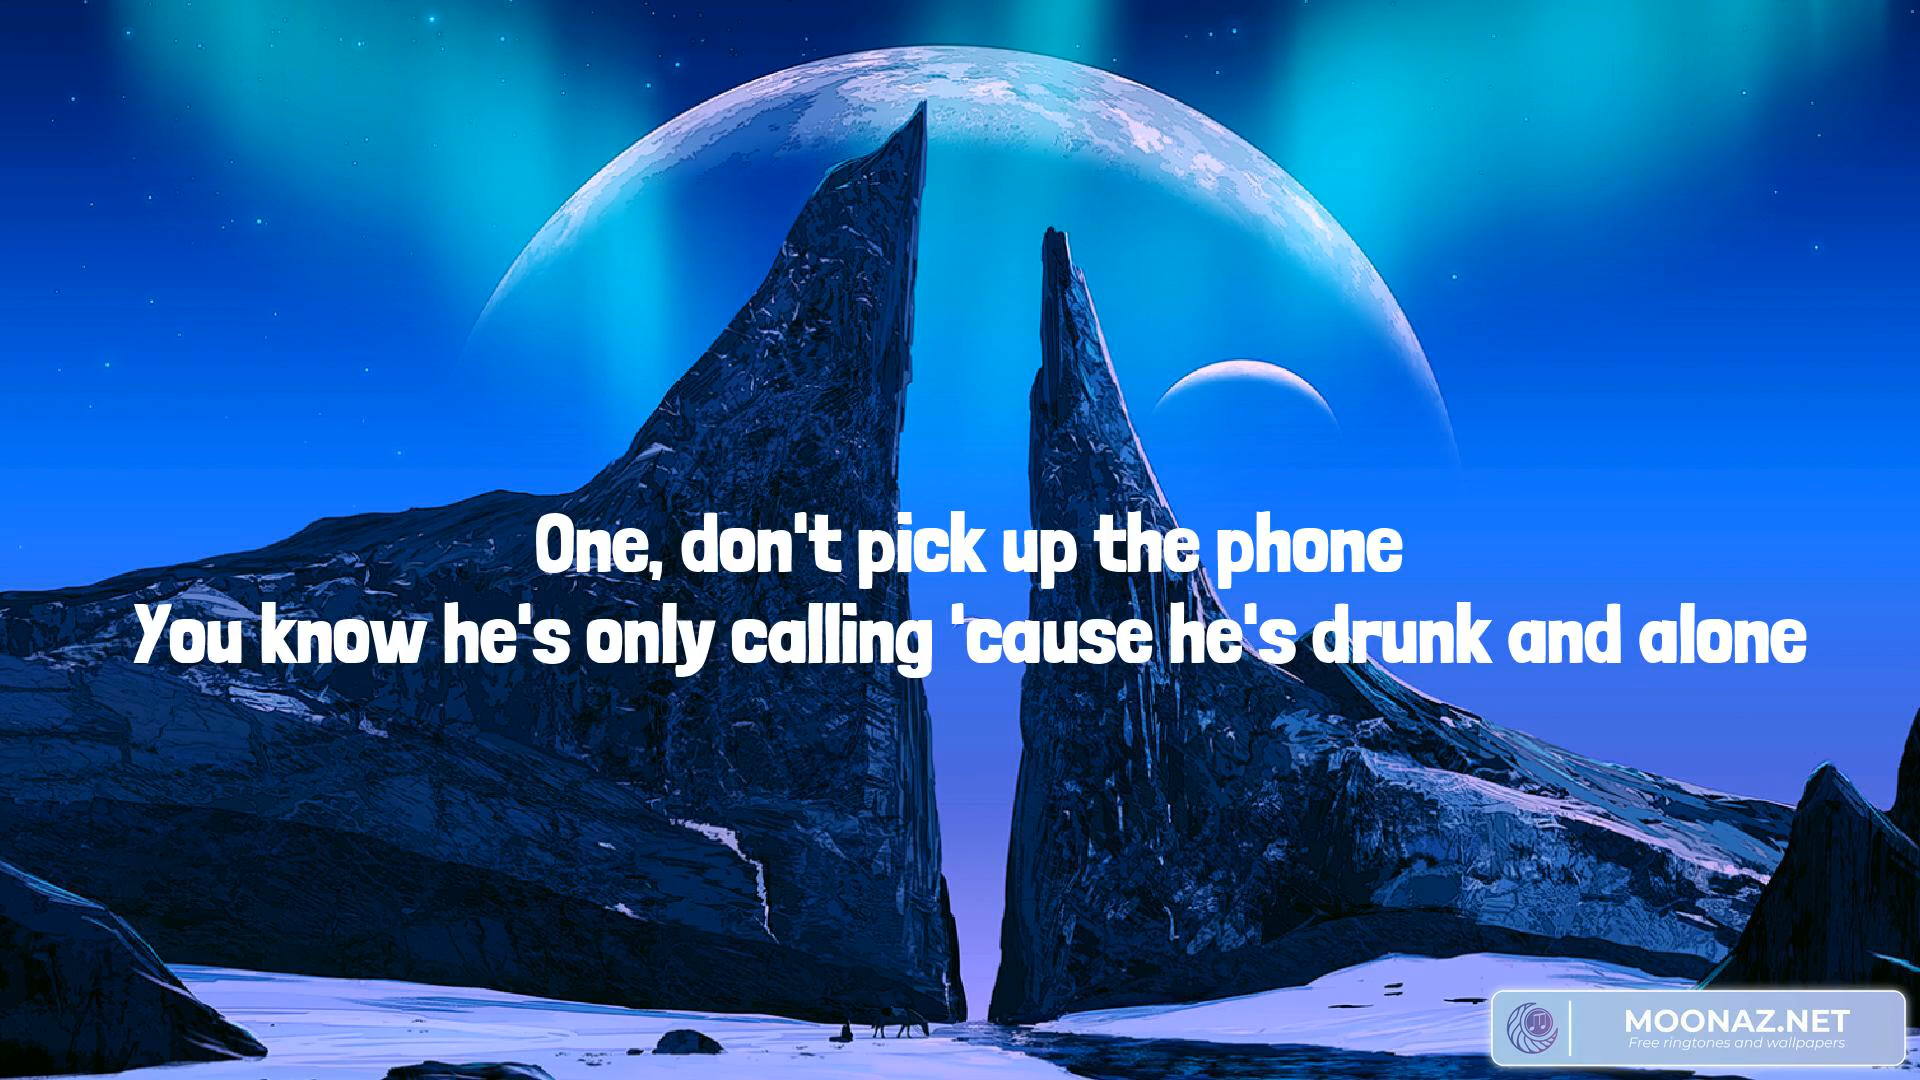 One, don't pick up the phone
You know he's only calling 'cause he's drunk and alone
MOONAZ.NET
Free ringtones and wallpapers